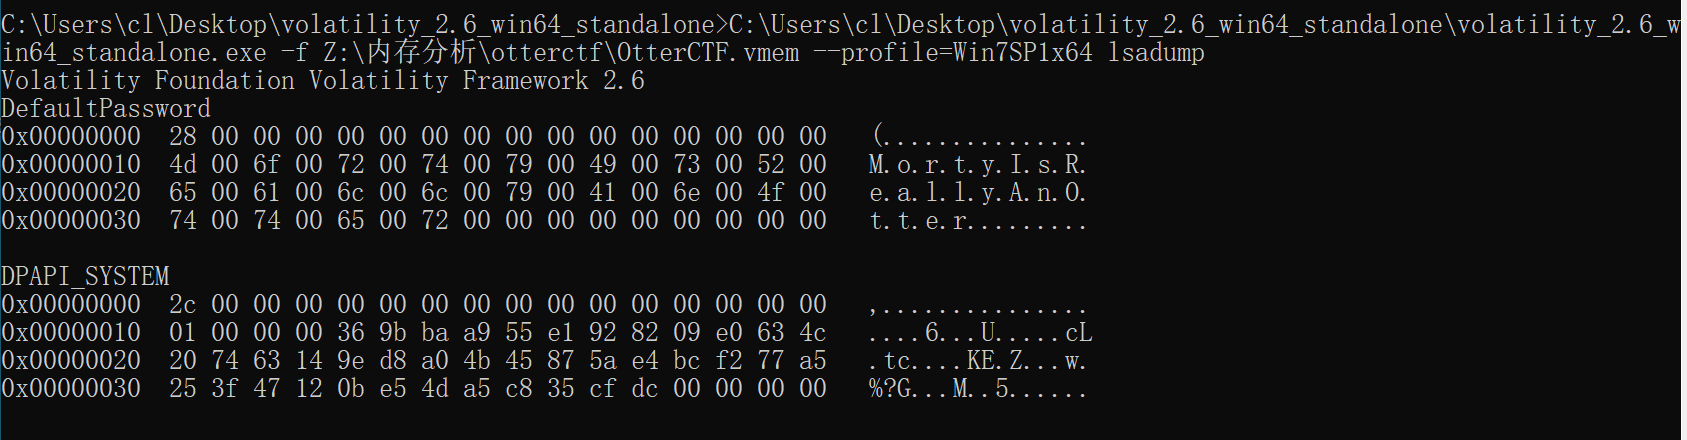 C:\Users\cl\Desktop\volatility_2.6_win64_standalone>C:\Users\cl\Desktop\volatility_2.6_win64_standalone\volatility_2.6_w
in64_standalone.exe -f Z:\内存分析\otterctf\OtterCTF.vmem --profile=Win7SP1x64 lsadump
Volatility Foundation Volatility Framework 2.6
DefaultPassword
0x00000000  28 00 00 00 00 00 00 00 00 00 00 00 00 00 00 00   (...............
0x00000010  4d 00 6f 00 72 00 74 00 79 00 49 00 73 00 52 00   M.o.r.t.y.I.s.R.
0x00000020  65 00 61 00 6c 00 6c 00 79 00 41 00 6e 00 4f 00   e.a.l.l.y.A.n.O.
0x00000030  74 00 74 00 65 00 72 00 00 00 00 00 00 00 00 00   t.t.e.r.........
DPAPI_SYSTEM
0x00000000  2c 00 00 00 00 00 00 00 00 00 00 00 00 00 00 00   ,...............
0x00000010  01 00 00 00 36 9b ba a9 55 e1 92 82 09 e0 63 4c   ....6...U.....cL
0x00000020  20 74 63 14 9e d8 a0 4b 45 87 5a e4 bc f2 77 a5   .tc....KE.Z...w.
0x00000030  25 3f 47 12 0b e5 4d a5 c8 35 cf dc 00 00 00 00   %?G...M..5......